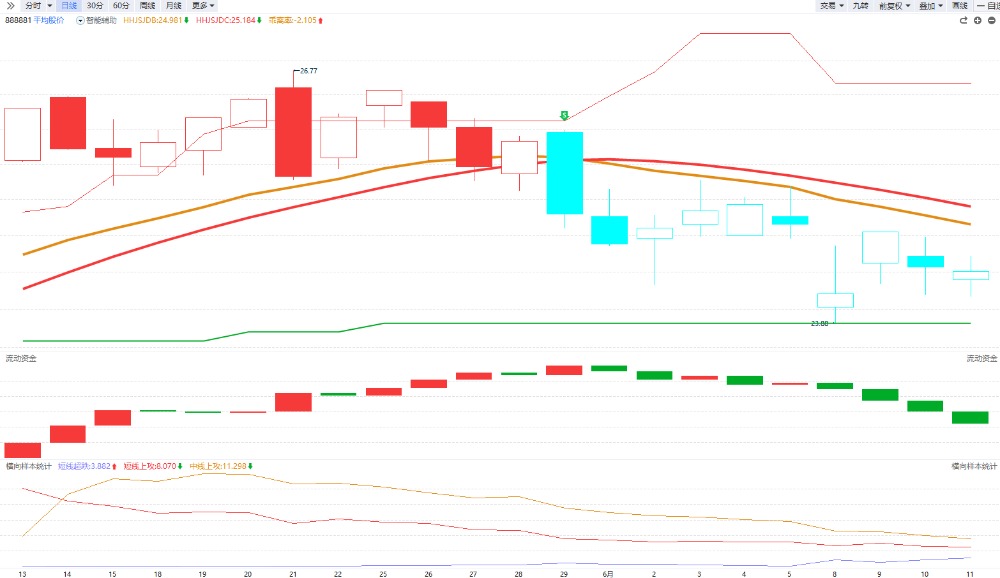 分时 日线 30分 60分 周线 月线 更多 交易 九转 前复权 叠加 画线 自选
888881 平均股价 智能辅助 HHJSJDB:24.981 HHJSJDC:25.184 乖离率:-2.105
26.77
S
23.88
流动资金 流动资金
横向样本统计 短线超跌:3.882 短线上攻:8.070 中线上攻:11.298 横向样本统计
13 14 15 18 19 20 21 22 25 26 27 28 29 6月 2 3 4 5 8 9 10 11